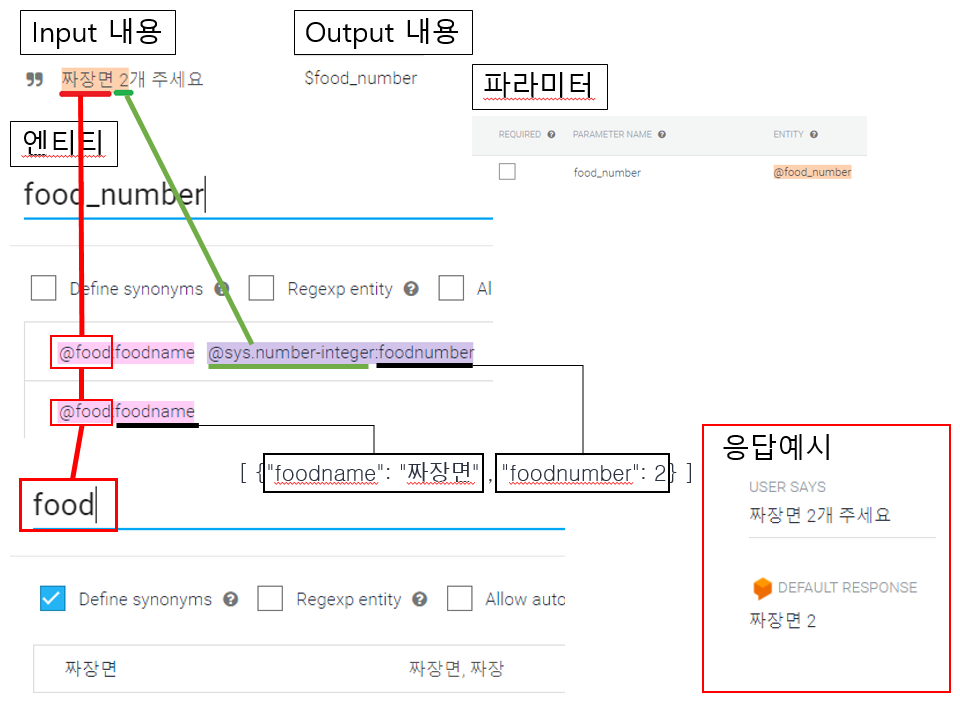 Input 내용
Output 내용
짜장면 2개 주세요
$food_number
파라미터
엔티티
REQUIRED
PARAMETER NAME
ENTITY
food_number
@food_number
food_number
Define synonyms
Regexp entity
Al
@food:foodname @sys.number-integer:foodnumber
@food:foodname
[ {"foodname": "짜장면" , "foodnumber": 2} ]
food
Define synonyms
Regexp entity
Allow auto
짜장면
짜장면, 짜장
응답예시
USER SAYS
짜장면 2개 주세요
DEFAULT RESPONSE
짜장면 2